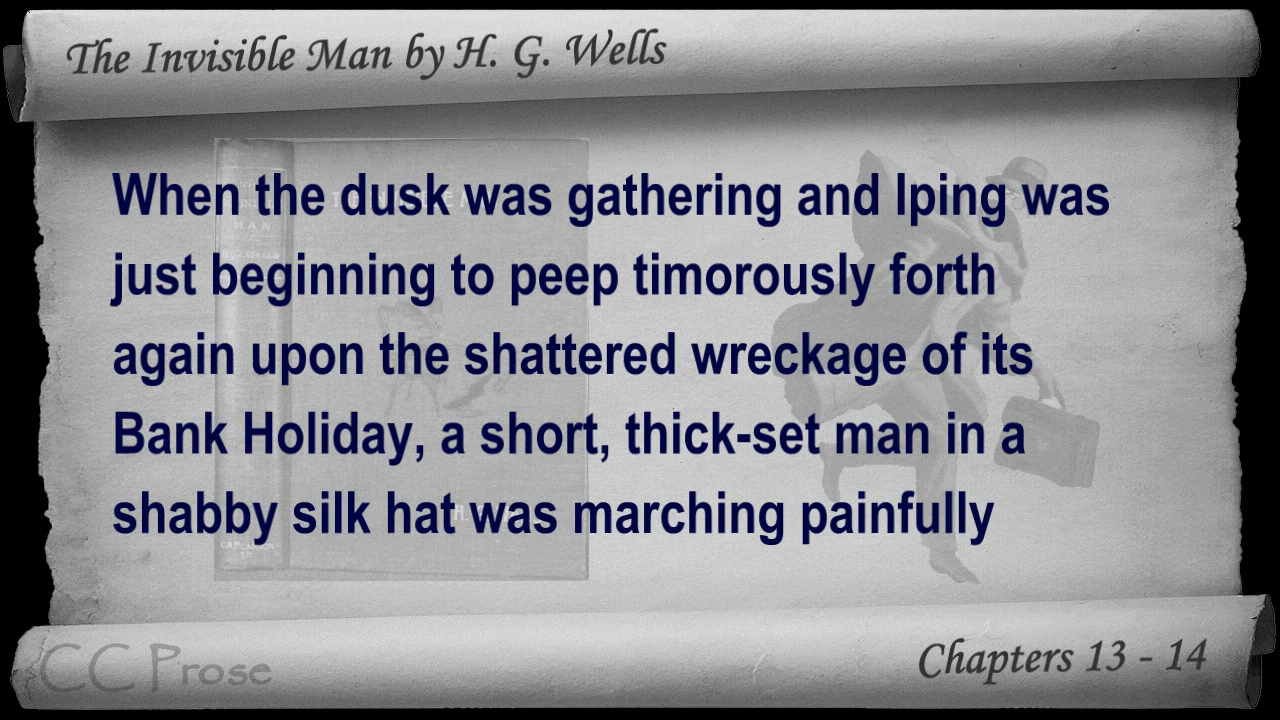 The Invisible Man by H. G. Wells
When the dusk was gathering and Iping was
just beginning to peep timorously forth
again upon the shattered wreckage of its
Bank Holiday, a short, thick-set man in a
shabby silk hat was marching painfully
CC Prose
Chapters 13 - 14